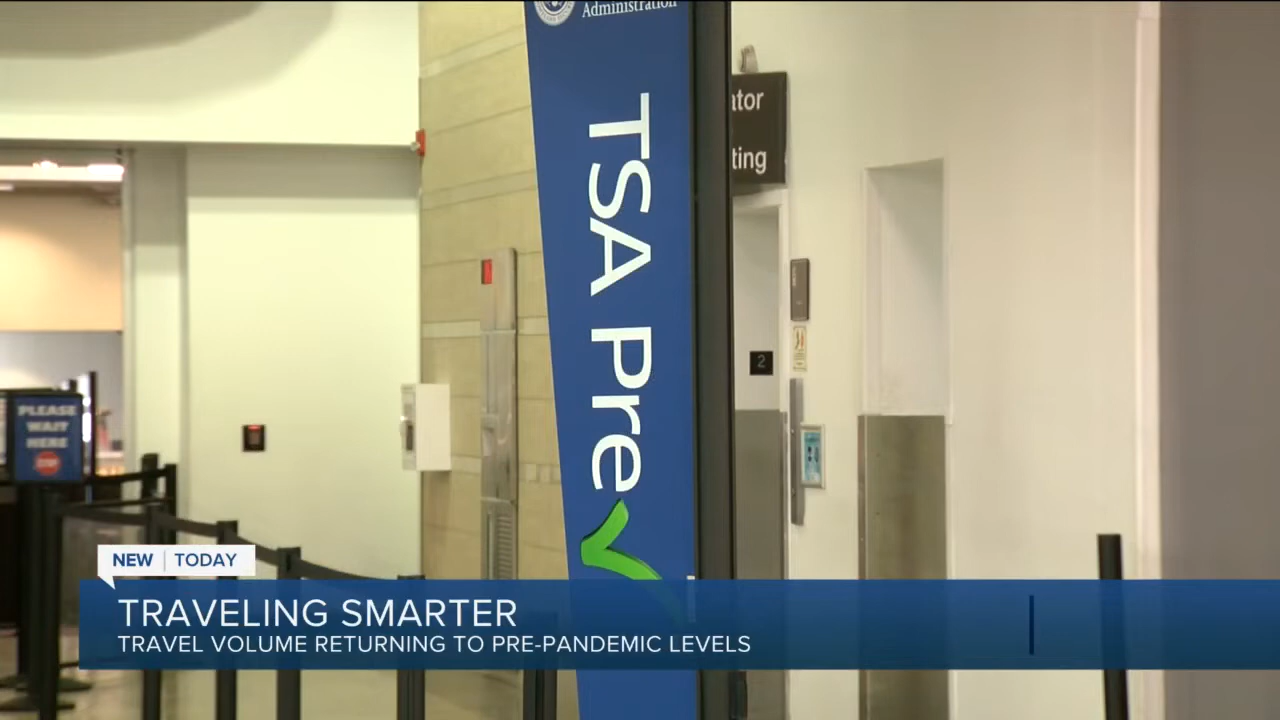 Administration
TSA Pre
ator
ting
2
PLEASE
WAIT
HERE
STOP
NEW TODAY
TRAVELING SMARTER
TRAVEL VOLUME RETURNING TO PRE-PANDEMIC LEVELS